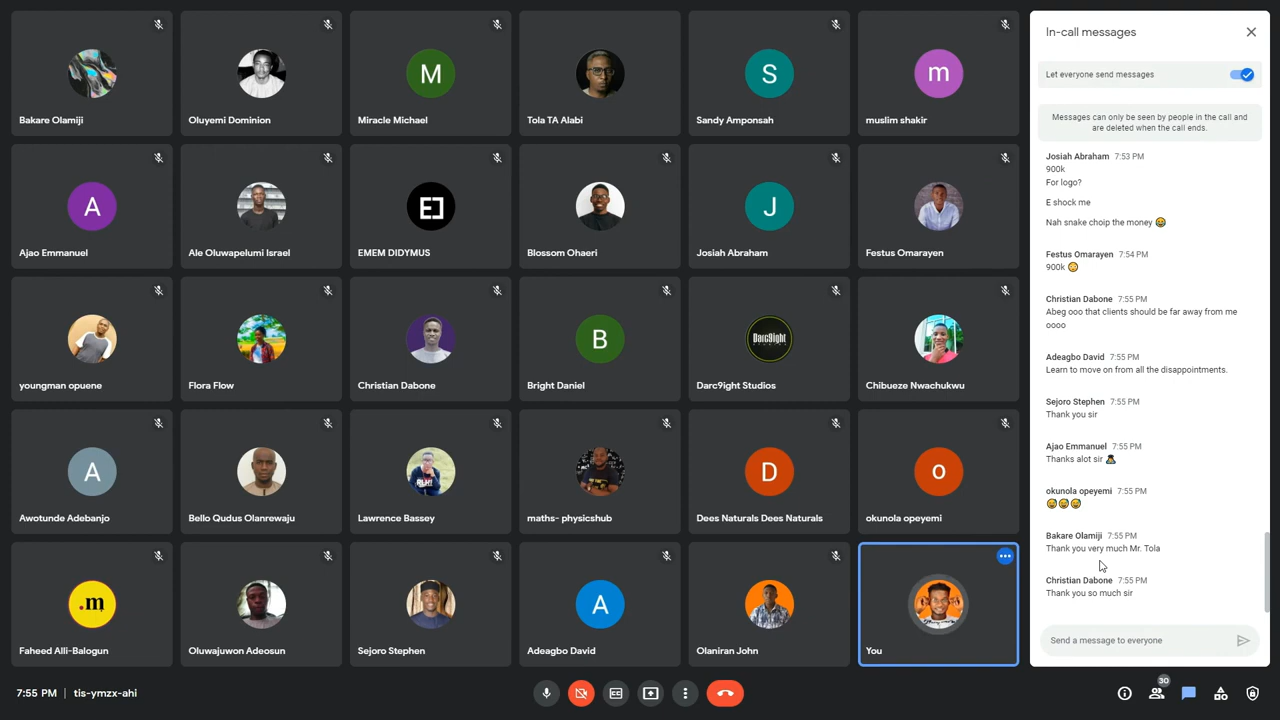 Bakare Olamiji
Oluyemi Dominion
M
Miracle Michael
Tola TA Alabi
S
Sandy Amponsah
m
muslim shakir
A
Ajao Emmanuel
Ale Oluwapelumi Israel
EMEM DIDYMUS
Blossom Ohaeri
J
Josiah Abraham
Festus Omarayen
youngman opuene
Flora Flow
Christian Dabone
B
Bright Daniel
Darc9ight
Darc9ight Studios
Chibueze Nwachukwu
A
Awotunde Adebanjo
Bello Qudus Olanrewaju
Lawrence Bassey
maths- physicshub
D
Dees Naturals Dees Naturals
o
okunola opeyemi
.m
Faheed Alli-Balogun
Oluwajuwon Adeosun
Sejoro Stephen
A
Adeagbo David
Olaniran John
You
In-call messages
Let everyone send messages
Messages can only be seen by people in the call and
are deleted when the call ends.
Josiah Abraham 7:53 PM
900k
For logo?
E shock me
Nah snake choip the money 😂
Festus Omarayen 7:54 PM
900k 😳
Christian Dabone 7:55 PM
Abeg ooo that clients should be far away from me
oooo
Adeagbo David 7:55 PM
Learn to move on from all the disappointments.
Sejoro Stephen 7:55 PM
Thank you sir
Ajao Emmanuel 7:55 PM
Thanks alot sir
okunola opeyemi 7:55 PM
😅😅😅
Bakare Olamiji 7:55 PM
Thank you very much Mr. Tola
Christian Dabone 7:55 PM
Thank you so much sir
Send a message to everyone
7:55 PM | tis-ymzx-ahi
30